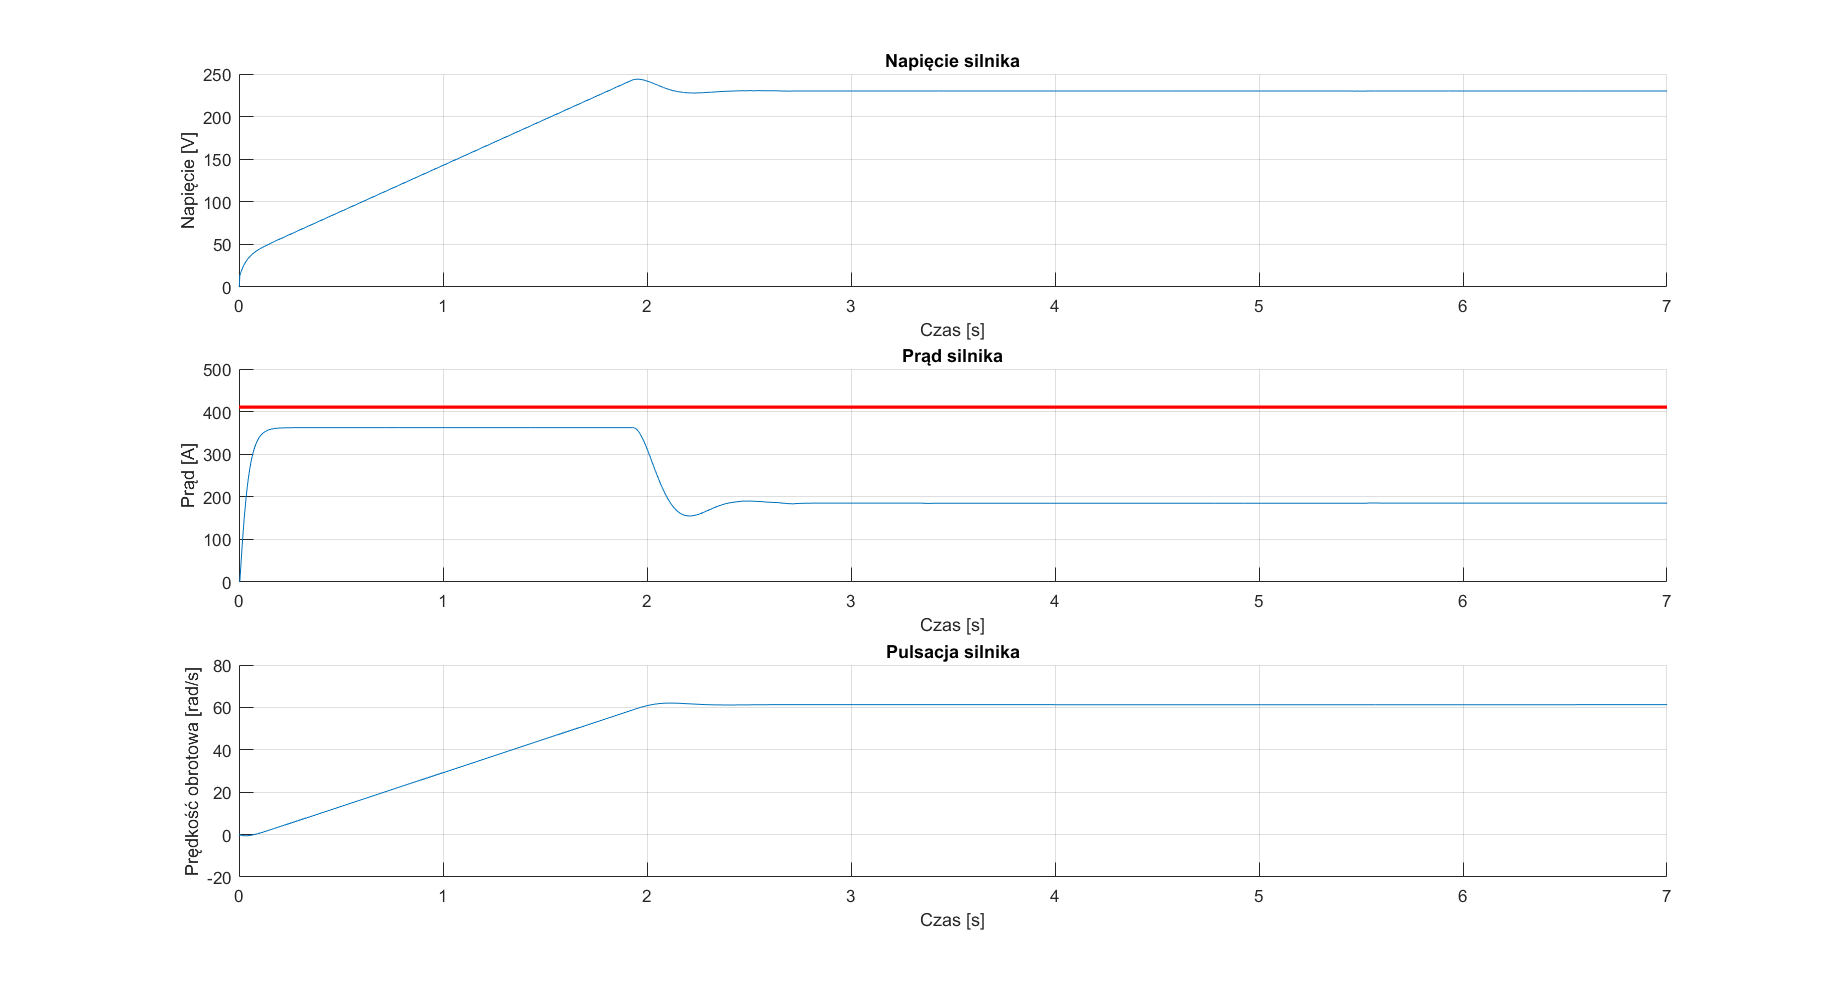 Napięcie silnika
Napięcie [V]
250
200
150
100
50
0
0 1 2 3 4 5 6 7
Czas [s]
Prąd silnika
Prąd [A]
500
400
300
200
100
0
0 1 2 3 4 5 6 7
Czas [s]
Pulsacja silnika
Prędkość obrotowa [rad/s]
80
60
40
20
0
-20
0 1 2 3 4 5 6 7
Czas [s]